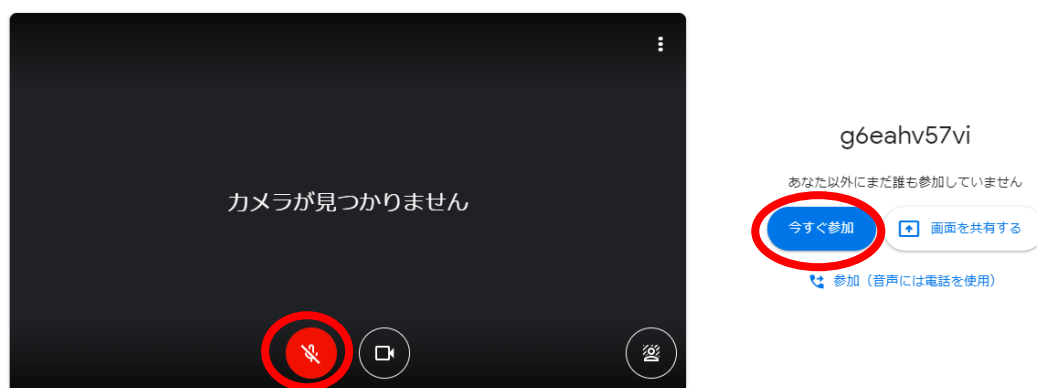 カメラが見つかりません
g6eahv57vi
あなた以外にまだ誰も参加していません
今すぐ参加
画面を共有する
参加（音声には電話を使用）